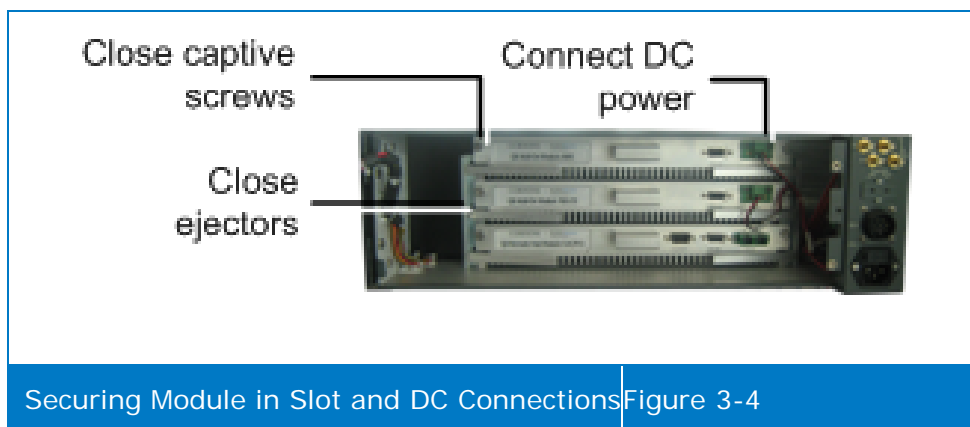 Close captive
screws
Connect DC
power
Close
ejectors
Securing Module in Slot and DC Connections
Figure 3-4